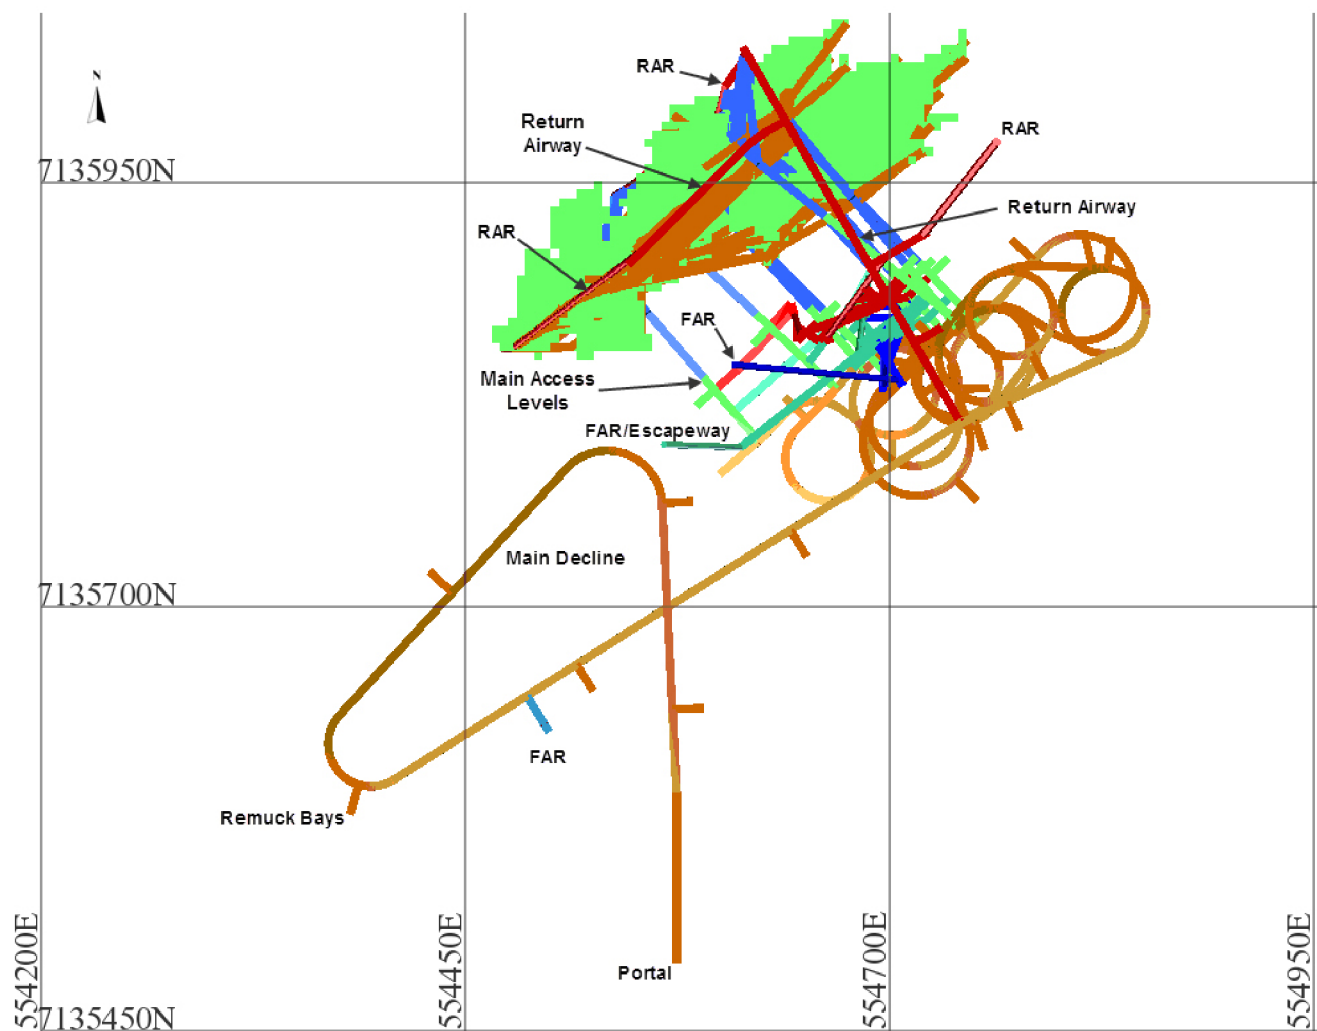 N
RAR
Return
Airway
RAR
7135950N
Return Airway
RAR
FAR
Main Access
Levels
FAR/Escapeway
Main Decline
7135700N
FAR
Remuck Bays
Portal
554200E
554450E
554700E
554950E
7135450N